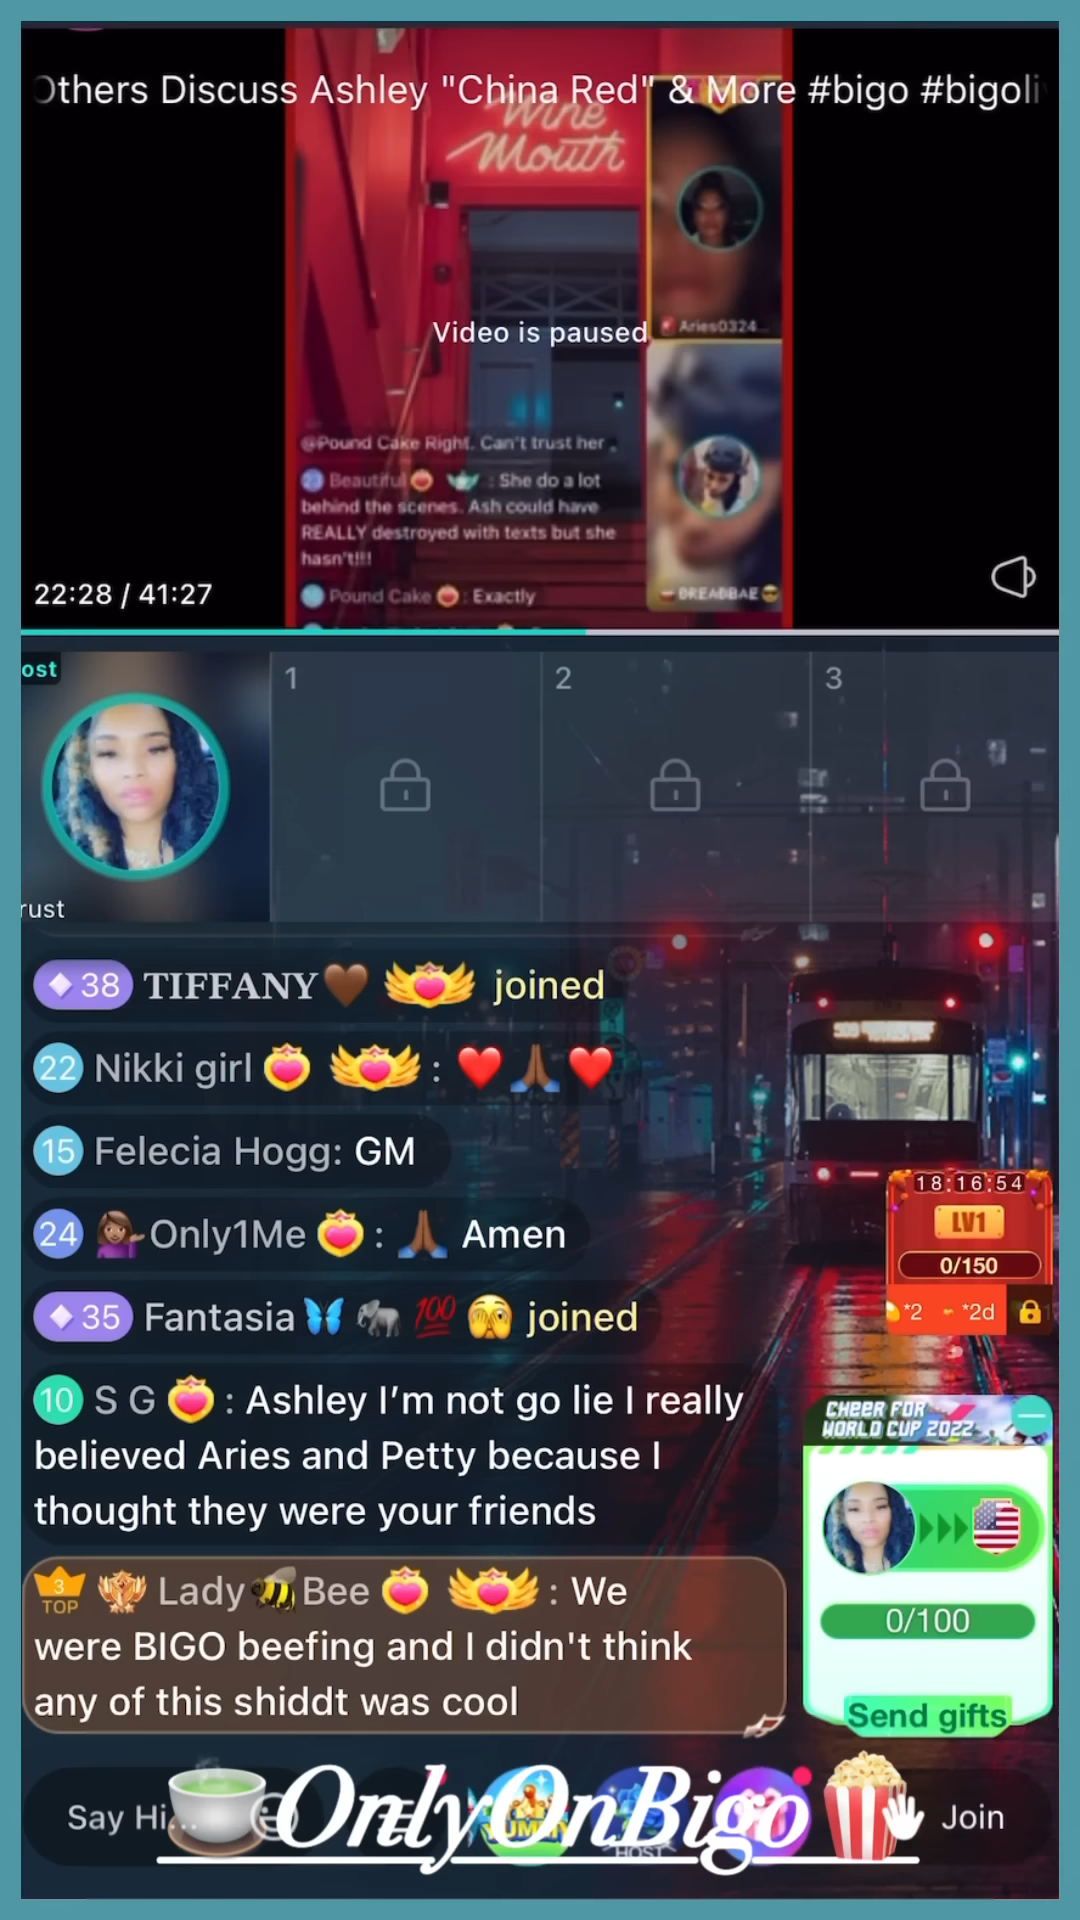 Others Discuss Ashley "China Red" & More #bigo #bigoli
Wine
Mouth
Aries0324...
Video is paused
@Pound Cake Right. Can't trust her .
23 Beautiful : She do a lot
behind the scenes. Ash could have
REALLY destroyed with texts but she
hasn't!!!
Pound Cake : Exactly
BREABBAE
22:28 / 41:27
ost
1
2
3
rust
38 TIFFANY🤎 joined
22 Nikki girl : ❤️🙏🏾❤️
15 Felecia Hogg: GM
24 💁🏽‍♀️Only1Me : 🙏🏾 Amen
35 Fantasia🦋 🐘 💯 🫣 joined
10 S G : Ashley I’m not go lie I really
believed Aries and Petty because I
thought they were your friends
3
TOP
Lady🐝Bee : We
were BIGO beefing and I didn't think
any of this shiddt was cool
18:16:54
LV1
0/150
*2 *2d
CHEER FOR
WORLD CUP 2022
0/100
Send gifts
Say Hi...
🍵OnlyOnBigo🍿
YUMMY
HOST
Join